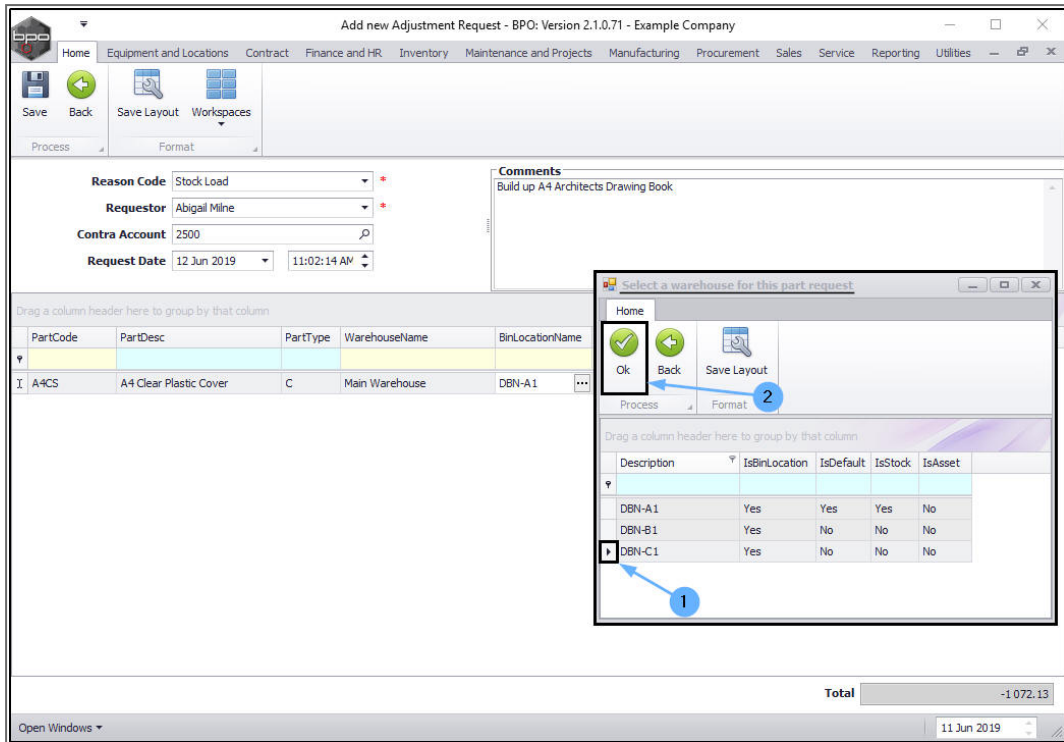 bpo
Add new Adjustment Request - BPO: Version 2.1.0.71 - Example Company
Home Equipment and Locations Contract Finance and HR Inventory Maintenance and Projects Manufacturing Procurement Sales Service Reporting Utilities
Save Back Save Layout Workspaces
Process Format
Reason Code Stock Load *
Requestor Abigail Milne *
Contra Account 2500
Request Date 12 Jun 2019 11:02:14 AM
Comments
Build up A4 Architects Drawing Book
Drag a column header here to group by that column
PartCode PartDesc PartType WarehouseName BinLocationName
A4CS A4 Clear Plastic Cover C Main Warehouse DBN-A1 ...
Select a warehouse for this part request
Home
Ok Back Save Layout
2
Process Format
Drag a column header here to group by that column
Description IsBinLocation IsDefault IsStock IsAsset
DBN-A1 Yes Yes Yes No
DBN-B1 Yes No No No
DBN-C1 Yes No No No
1
Total -1 072.13
Open Windows 11 Jun 2019